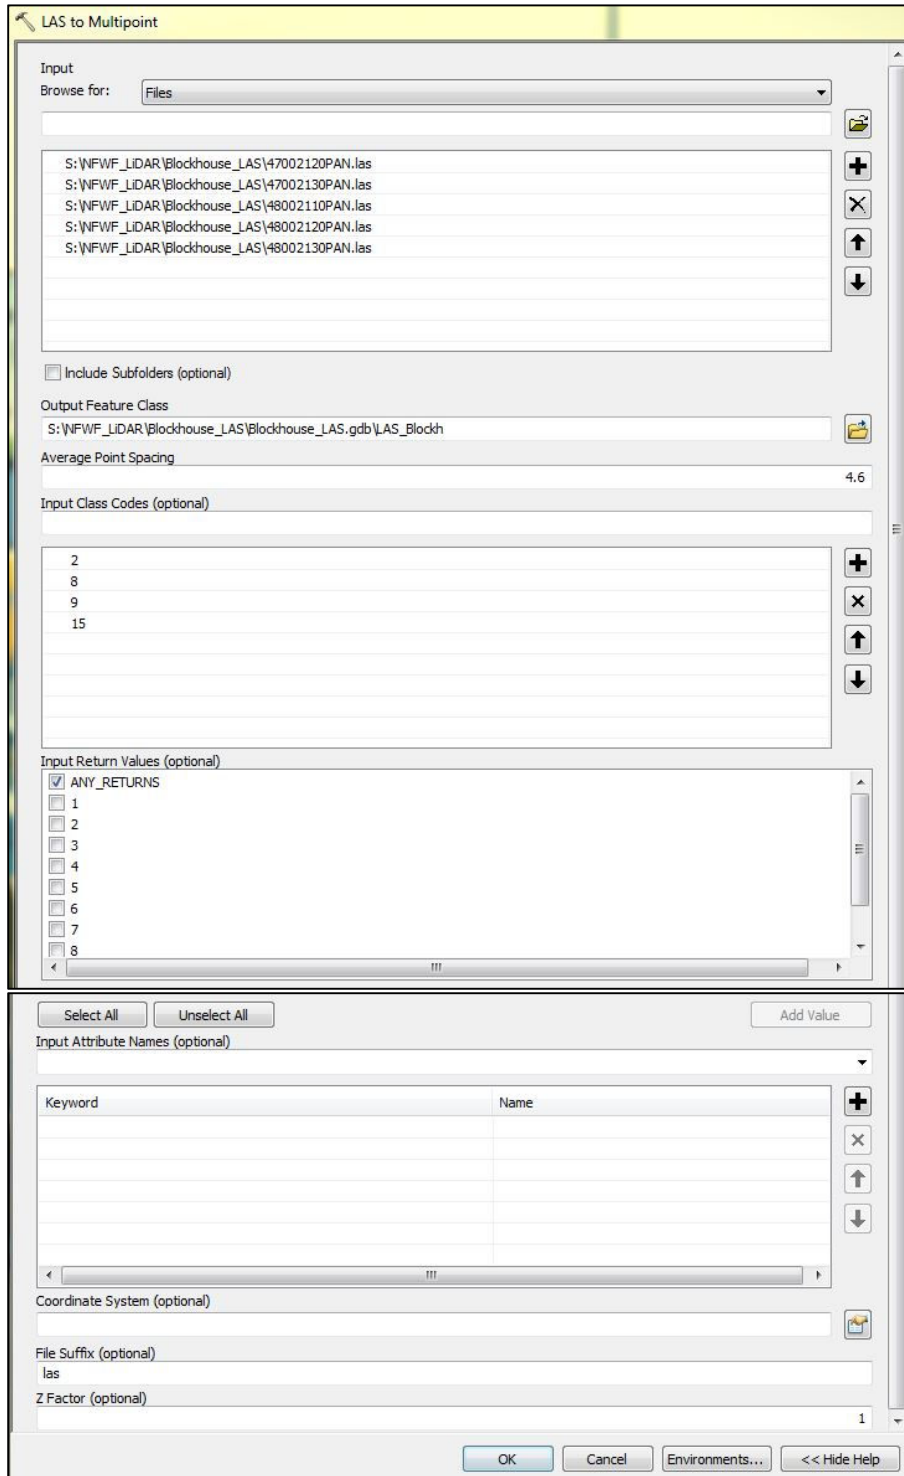 LAS to Multipoint
Input
Browse for:
Files
S:\NFWF_LiDAR\Blockhouse_LAS\47002120PAN.las
S:\NFWF_LiDAR\Blockhouse_LAS\47002130PAN.las
S:\NFWF_LiDAR\Blockhouse_LAS\48002110PAN.las
S:\NFWF_LiDAR\Blockhouse_LAS\48002120PAN.las
S:\NFWF_LiDAR\Blockhouse_LAS\48002130PAN.las
Include Subfolders (optional)
Output Feature Class
S:\NFWF_LiDAR\Blockhouse_LAS\Blockhouse_LAS.gdb\LAS_Blockh
Average Point Spacing
4.6
Input Class Codes (optional)
2
8
9
15
Input Return Values (optional)
ANY_RETURNS
1
2
3
4
5
6
7
8
Select All Unselect All Add Value
Input Attribute Names (optional)
Keyword Name
Coordinate System (optional)
File Suffix (optional)
las
Z Factor (optional)
1
OK Cancel Environments... << Hide Help